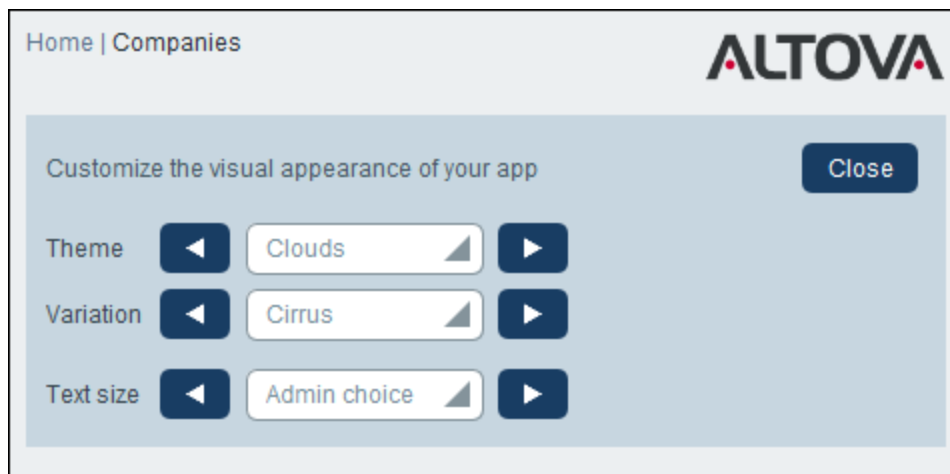 Home | Companies
ALTOVA
Customize the visual appearance of your app
Close
Theme
Clouds
Variation
Cirrus
Text size
Admin choice